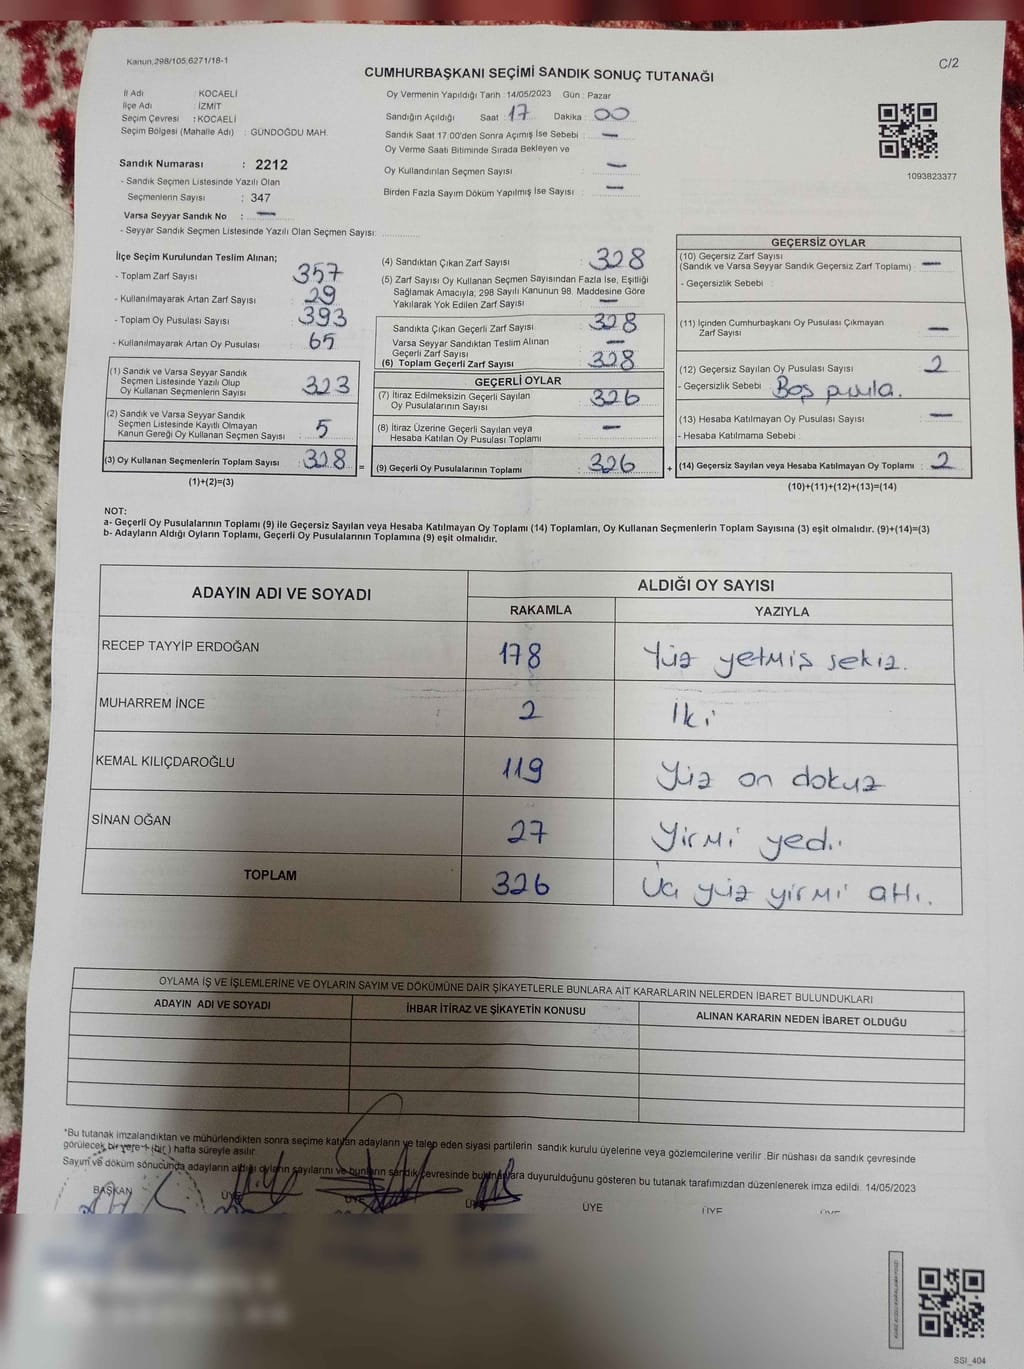 Kanun.298/105,6271/18-1
C/2
CUMHURBAŞKANI SEÇİMİ SANDIK SONUÇ TUTANAĞI
İl Adı : KOCAELİ
İlçe Adı : İZMİT
Seçim Çevresi : KOCAELİ
Seçim Bölgesi (Mahalle Adı) : GÜNDOĞDU MAH.
Sandık Numarası : 2212
- Sandık Seçmen Listesinde Yazılı Olan
Seçmenlerin Sayısı : 347
Varsa Seyyar Sandık No : —
- Seyyar Sandık Seçmen Listesinde Yazılı Olan Seçmen Sayısı:
Oy Vermenin Yapıldığı Tarih : 14/05/2023 Gün : Pazar
Sandığın Açıldığı Saat : 17 Dakika : 00
Sandık Saat 17:00'den Sonra Açımış İse Sebebi : —
Oy Verme Saati Bitiminde Sırada Bekleyen ve
Oy Kullandırılan Seçmen Sayısı : —
Birden Fazla Sayım Döküm Yapılmış İse Sayısı : —
1093823377
İlçe Seçim Kurulundan Teslim Alınan;
- Toplam Zarf Sayısı : 357
- Kullanılmayarak Artan Zarf Sayısı : 29
- Toplam Oy Pusulası Sayısı : 393
- Kullanılmayarak Artan Oy Pusulası : 65
(1) Sandık ve Varsa Seyyar Sandık
Seçmen Listesinde Yazılı Olup
Oy Kullanan Seçmenlerin Sayısı : 323
(2) Sandık ve Varsa Seyyar Sandık
Seçmen Listesinde Kayıtlı Olmayan
Kanun Gereği Oy Kullanan Seçmen Sayısı : 5
(3) Oy Kullanan Seçmenlerin Toplam Sayısı : 328
(1)+(2)=(3)
(4) Sandıktan Çıkan Zarf Sayısı : 328
(5) Zarf Sayısı Oy Kullanan Seçmen Sayısından Fazla İse, Eşitliği
Sağlamak Amacıyla; 298 Sayılı Kanunun 98. Maddesine Göre
Yakılarak Yok Edilen Zarf Sayısı : —
Sandıkta Çıkan Geçerli Zarf Sayısı : 328
Varsa Seyyar Sandıktan Teslim Alınan
Geçerli Zarf Sayısı : —
(6) Toplam Geçerli Zarf Sayısı : 328
GEÇERLİ OYLAR
(7) İtiraz Edilmeksizin Geçerli Sayılan
Oy Pusulalarının Sayısı : 326
(8) İtiraz Üzerine Geçerli Sayılan veya
Hesaba Katılan Oy Pusulası Toplamı : —
= (9) Geçerli Oy Pusulalarının Toplamı : 326 +
GEÇERSİZ OYLAR
(10) Geçersiz Zarf Sayısı
(Sandık ve Varsa Seyyar Sandık Geçersiz Zarf Toplamı) : —
- Geçersizlik Sebebi :
(11) İçinden Cumhurbaşkanı Oy Pusulası Çıkmayan
Zarf Sayısı : —
(12) Geçersiz Sayılan Oy Pusulası Sayısı : 2
- Geçersizlik Sebebi : Boş pusula.
(13) Hesaba Katılmayan Oy Pusulası Sayısı : —
- Hesaba Katılmama Sebebi :
(14) Geçersiz Sayılan veya Hesaba Katılmayan Oy Toplamı : 2
(10)+(11)+(12)+(13)=(14)
NOT:
a- Geçerli Oy Pusulalarının Toplamı (9) ile Geçersiz Sayılan veya Hesaba Katılmayan Oy Toplamı (14) Toplamları, Oy Kullanan Seçmenlerin Toplam Sayısına (3) eşit olmalıdır. (9)+(14)=(3)
b- Adayların Aldığı Oyların Toplamı, Geçerli Oy Pusulalarının Toplamına (9) eşit olmalıdır.
ADAYIN ADI VE SOYADI
ALDIĞI OY SAYISI
RAKAMLA YAZIYLA
RECEP TAYYİP ERDOĞAN 178 Yüz yetmiş sekiz.
MUHARREM İNCE 2 İki
KEMAL KILIÇDAROĞLU 119 Yüz on dokuz
SİNAN OĞAN 27 Yirmi yedi
TOPLAM 326 Üç yüz yirmi altı.
OYLAMA İŞ VE İŞLEMLERİNE VE OYLARIN SAYIM VE DÖKÜMÜNE DAİR ŞİKAYETLERLE BUNLARA AİT KARARLARIN NELERDEN İBARET BULUNDUKLARI
ADAYIN ADI VE SOYADI İHBAR İTİRAZ VE ŞİKAYETİN KONUSU ALINAN KARARIN NEDEN İBARET OLDUĞU
*Bu tutanak imzalandıktan ve mühürlendikten sonra seçime katılan adayların ve talep eden siyasi partilerin sandık kurulu üyelerine veya gözlemcilerine verilir .Bir nüshası da sandık çevresinde
görülecek bir yere 1 (bir) hafta süreyle asılır.
Sayım ve döküm sonucunda adayların aldığı oyların sayılarını ve bunların sandık çevresinde bulunanlara duyurulduğunu gösteren bu tutanak tarafımızdan düzenlenerek imza edildi. 14/05/2023
BAŞKAN ÜYE ÜYE ÜYE ÜYE ÜYE ÜYE
SSI_404